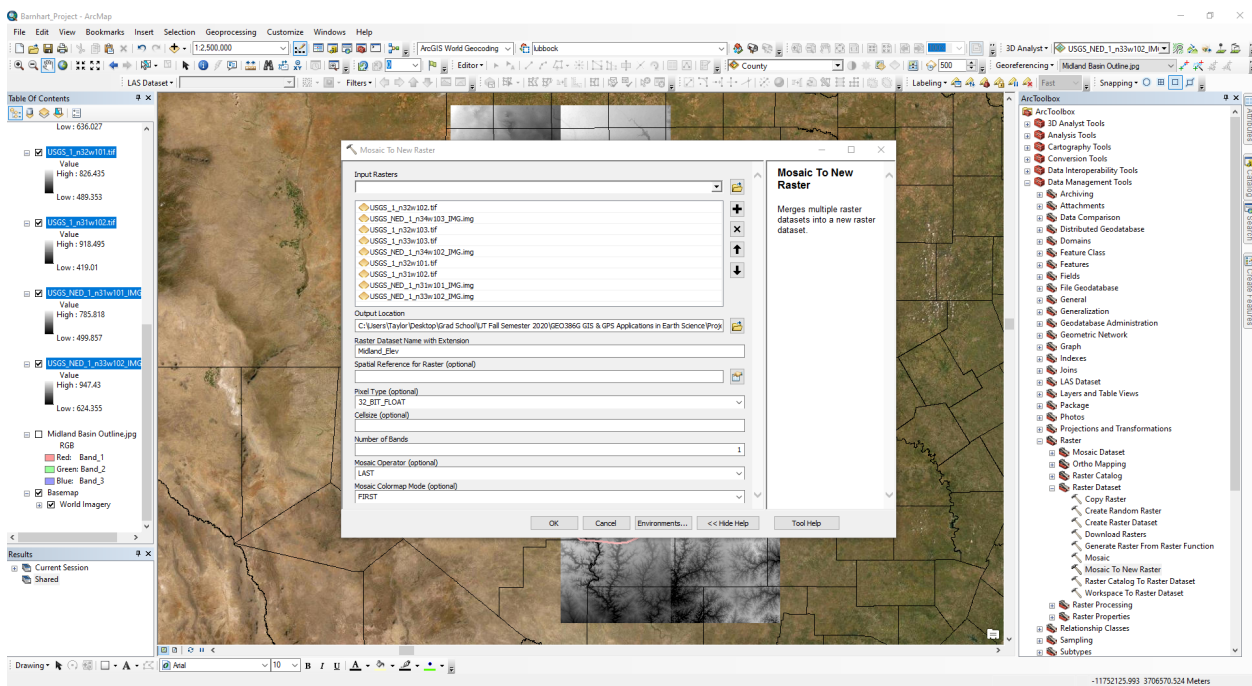 Barnhart_Project - ArcMap
File Edit View Bookmarks Insert Selection Geoprocessing Customize Windows Help
1:2,500,000
ArcGIS World Geocoding
lubbock
3D Analyst
USGS_NED_1_n33w102_IM
Editor
County
500
Georeferencing
Midland Basin Outline.jpg
LAS Dataset
Filters
Labeling
Fast
Snapping
Table Of Contents
Low : 636.027
USGS_1_n32w101.tif
Value
High : 826.435
Low : 489.353
USGS_1_n31w102.tif
Value
High : 918.495
Low : 419.01
USGS_NED_1_n31w101_IMG
Value
High : 785.818
Low : 499.857
USGS_NED_1_n33w102_IMG
Value
High : 947.43
Low : 624.355
Midland Basin Outline.jpg
RGB
Red: Band_1
Green: Band_2
Blue: Band_3
Basemap
World Imagery
Results
Current Session
Shared
Mosaic To New Raster
Input Rasters
USGS_1_n32w102.tif
USGS_NED_1_n34w103_IMG.img
USGS_1_n32w103.tif
USGS_1_n33w103.tif
USGS_NED_1_n34w102_IMG.img
USGS_1_n32w101.tif
USGS_1_n31w102.tif
USGS_NED_1_n31w101_IMG.img
USGS_NED_1_n33w102_IMG.img
Output Location
C:\Users\Taylor\Desktop\Grad School\UT Fall Semester 2020\GEO386G GIS & GPS Applications in Earth Science\Proje
Raster Dataset Name with Extension
Midland_Elev
Spatial Reference for Raster (optional)
Pixel Type (optional)
32_BIT_FLOAT
Cellsize (optional)
Number of Bands
1
Mosaic Operator (optional)
LAST
Mosaic Colormap Mode (optional)
FIRST
OK Cancel Environments... << Hide Help Tool Help
Mosaic To New
Raster
Merges multiple raster
datasets into a new raster
dataset.
ArcToolbox
ArcToolbox
3D Analyst Tools
Analysis Tools
Cartography Tools
Conversion Tools
Data Interoperability Tools
Data Management Tools
Archiving
Attachments
Data Comparison
Distributed Geodatabase
Domains
Feature Class
Features
Fields
File Geodatabase
General
Generalization
Geodatabase Administration
Geometric Network
Graph
Indexes
Joins
LAS Dataset
Layers and Table Views
Package
Photos
Projections and Transformations
Raster
Mosaic Dataset
Ortho Mapping
Raster Catalog
Raster Dataset
Copy Raster
Create Random Raster
Create Raster Dataset
Download Rasters
Generate Raster From Raster Function
Mosaic
Mosaic To New Raster
Raster Catalog To Raster Dataset
Workspace To Raster Dataset
Raster Processing
Raster Properties
Relationship Classes
Sampling
Subtypes
Attributes
Catalog
Search
Create Features
Drawing
Arial
10
B I U A
-11752125.993 3706570.524 Meters